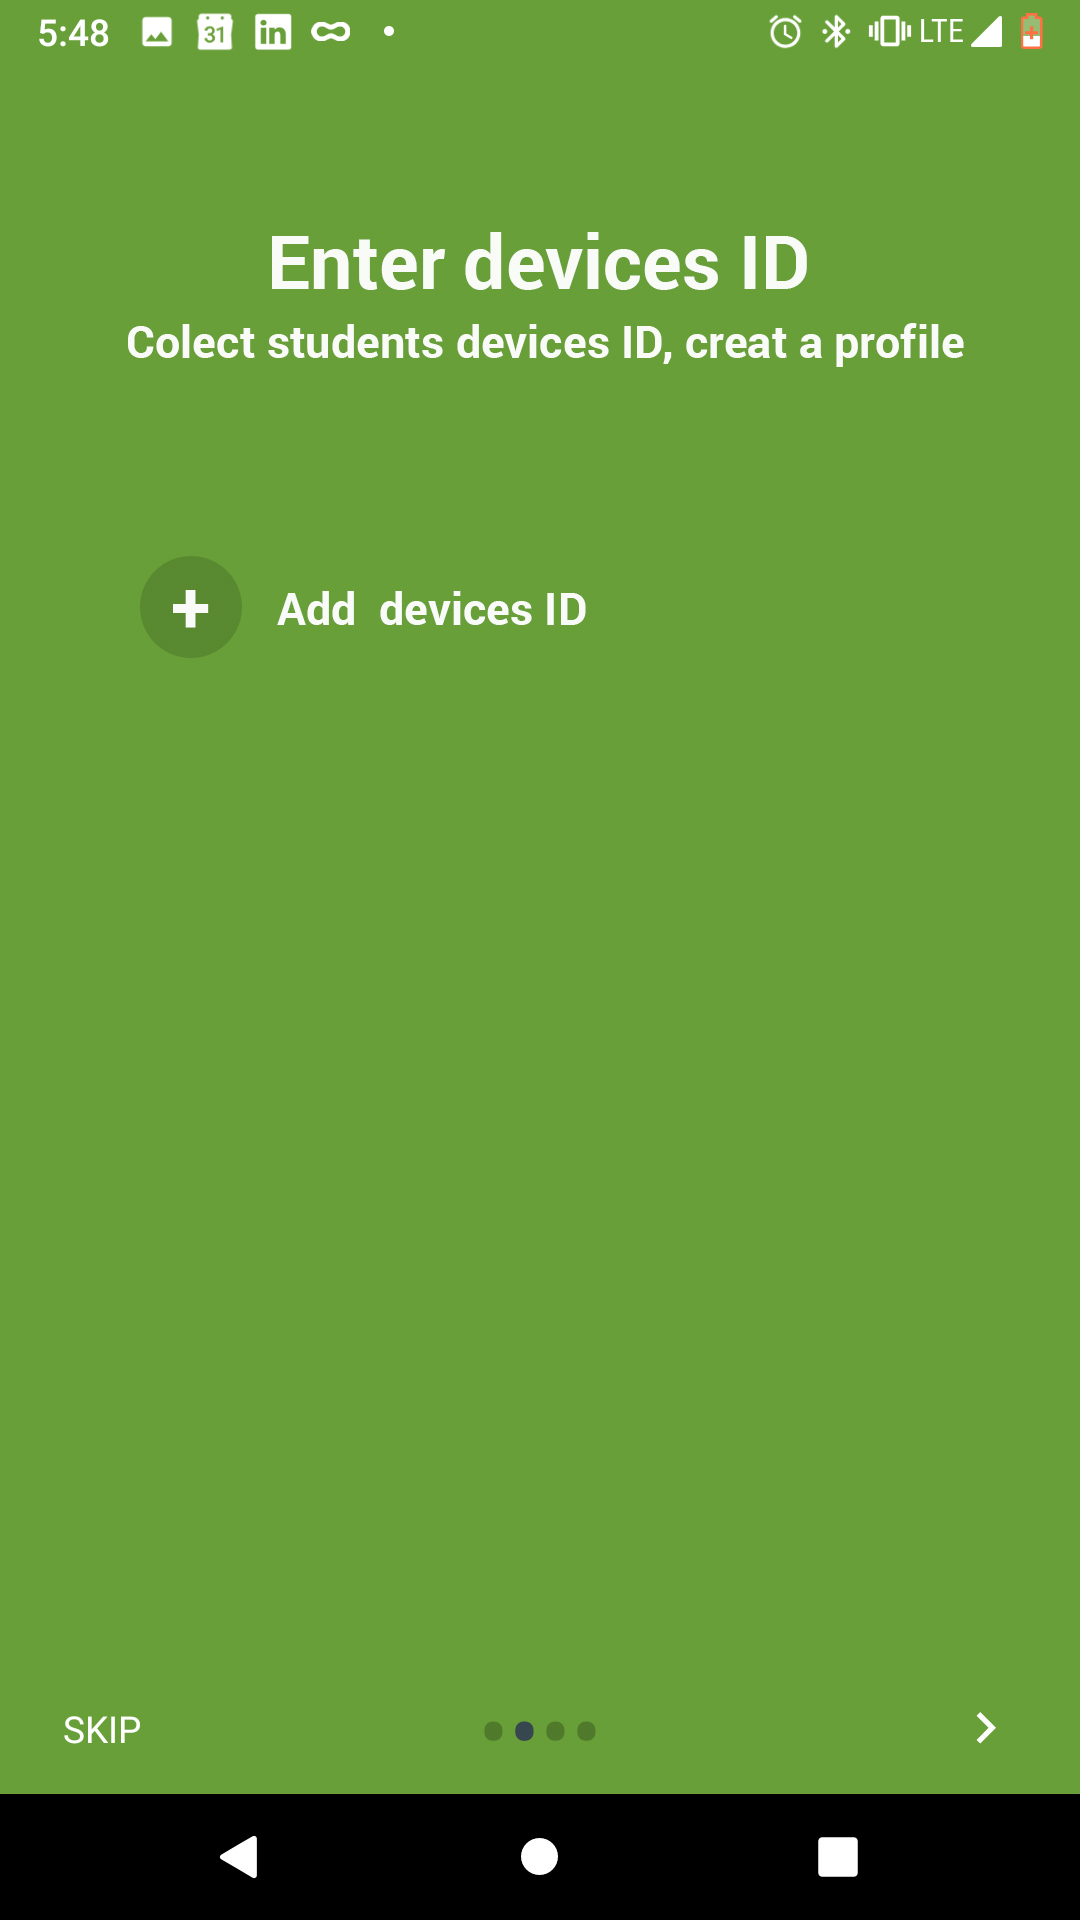 5:48 31 in LTE
Enter devices ID
Colect students devices ID, creat a profile
Add devices ID
SKIP